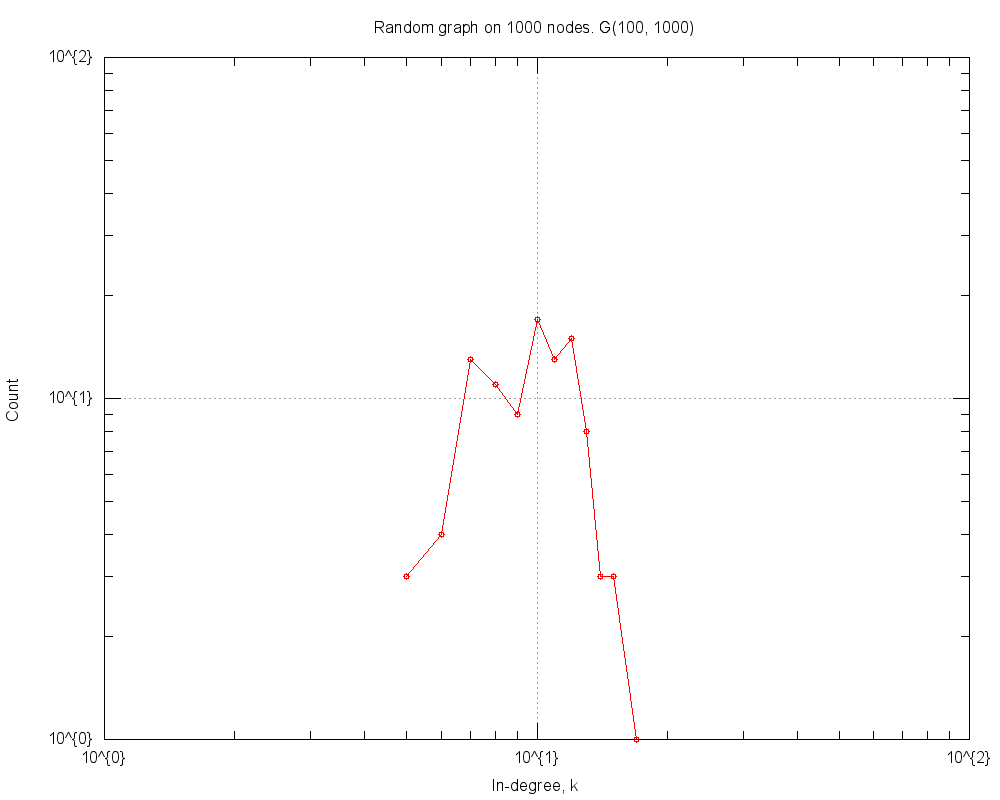 Random graph on 1000 nodes. G(100, 1000)
10^{2}
10^{1}
10^{0}
Count
10^{0}
10^{1}
10^{2}
In-degree, k